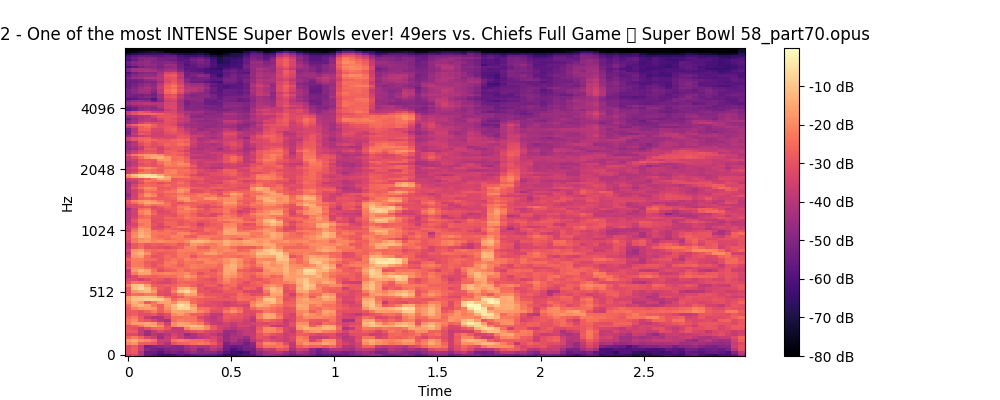 2 - One of the most INTENSE Super Bowls ever! 49ers vs. Chiefs Full Game ▯ Super Bowl 58_part70.opus
Hz
4096
2048
1024
512
0
0 0.5 1 1.5 2 2.5
Time
-10 dB
-20 dB
-30 dB
-40 dB
-50 dB
-60 dB
-70 dB
-80 dB